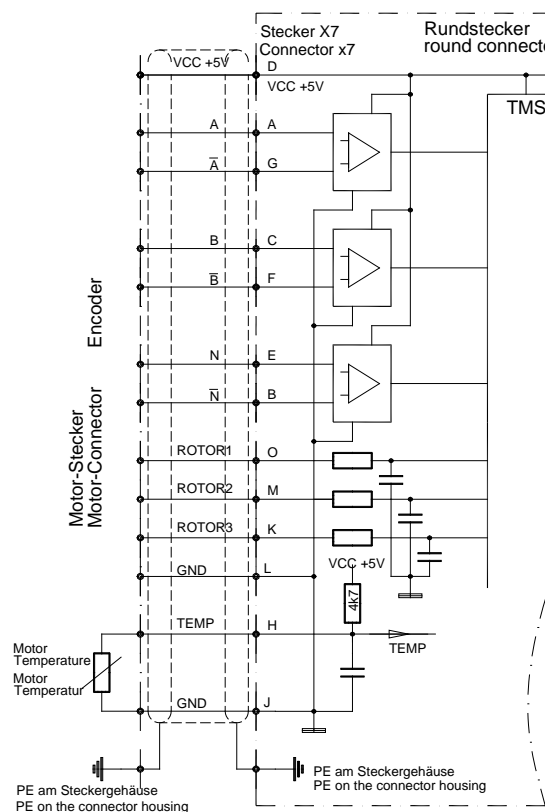 Stecker X7
Connector x7
Rundstecker
round connecto
VCC +5V
D
VCC +5V
TMS
A
A
A̅
G
B
C
B̅
F
N
E
N̅
B
ROTOR1
O
ROTOR2
M
ROTOR3
K
GND
L
VCC +5V
4k7
TEMP
H
TEMP
GND
J
Encoder
Motor-Stecker
Motor-Connector
Motor
Temperature
Motor
Temperatur
PE am Steckergehäuse
PE on the connector housing
PE am Steckergehäuse
PE on the connector housing